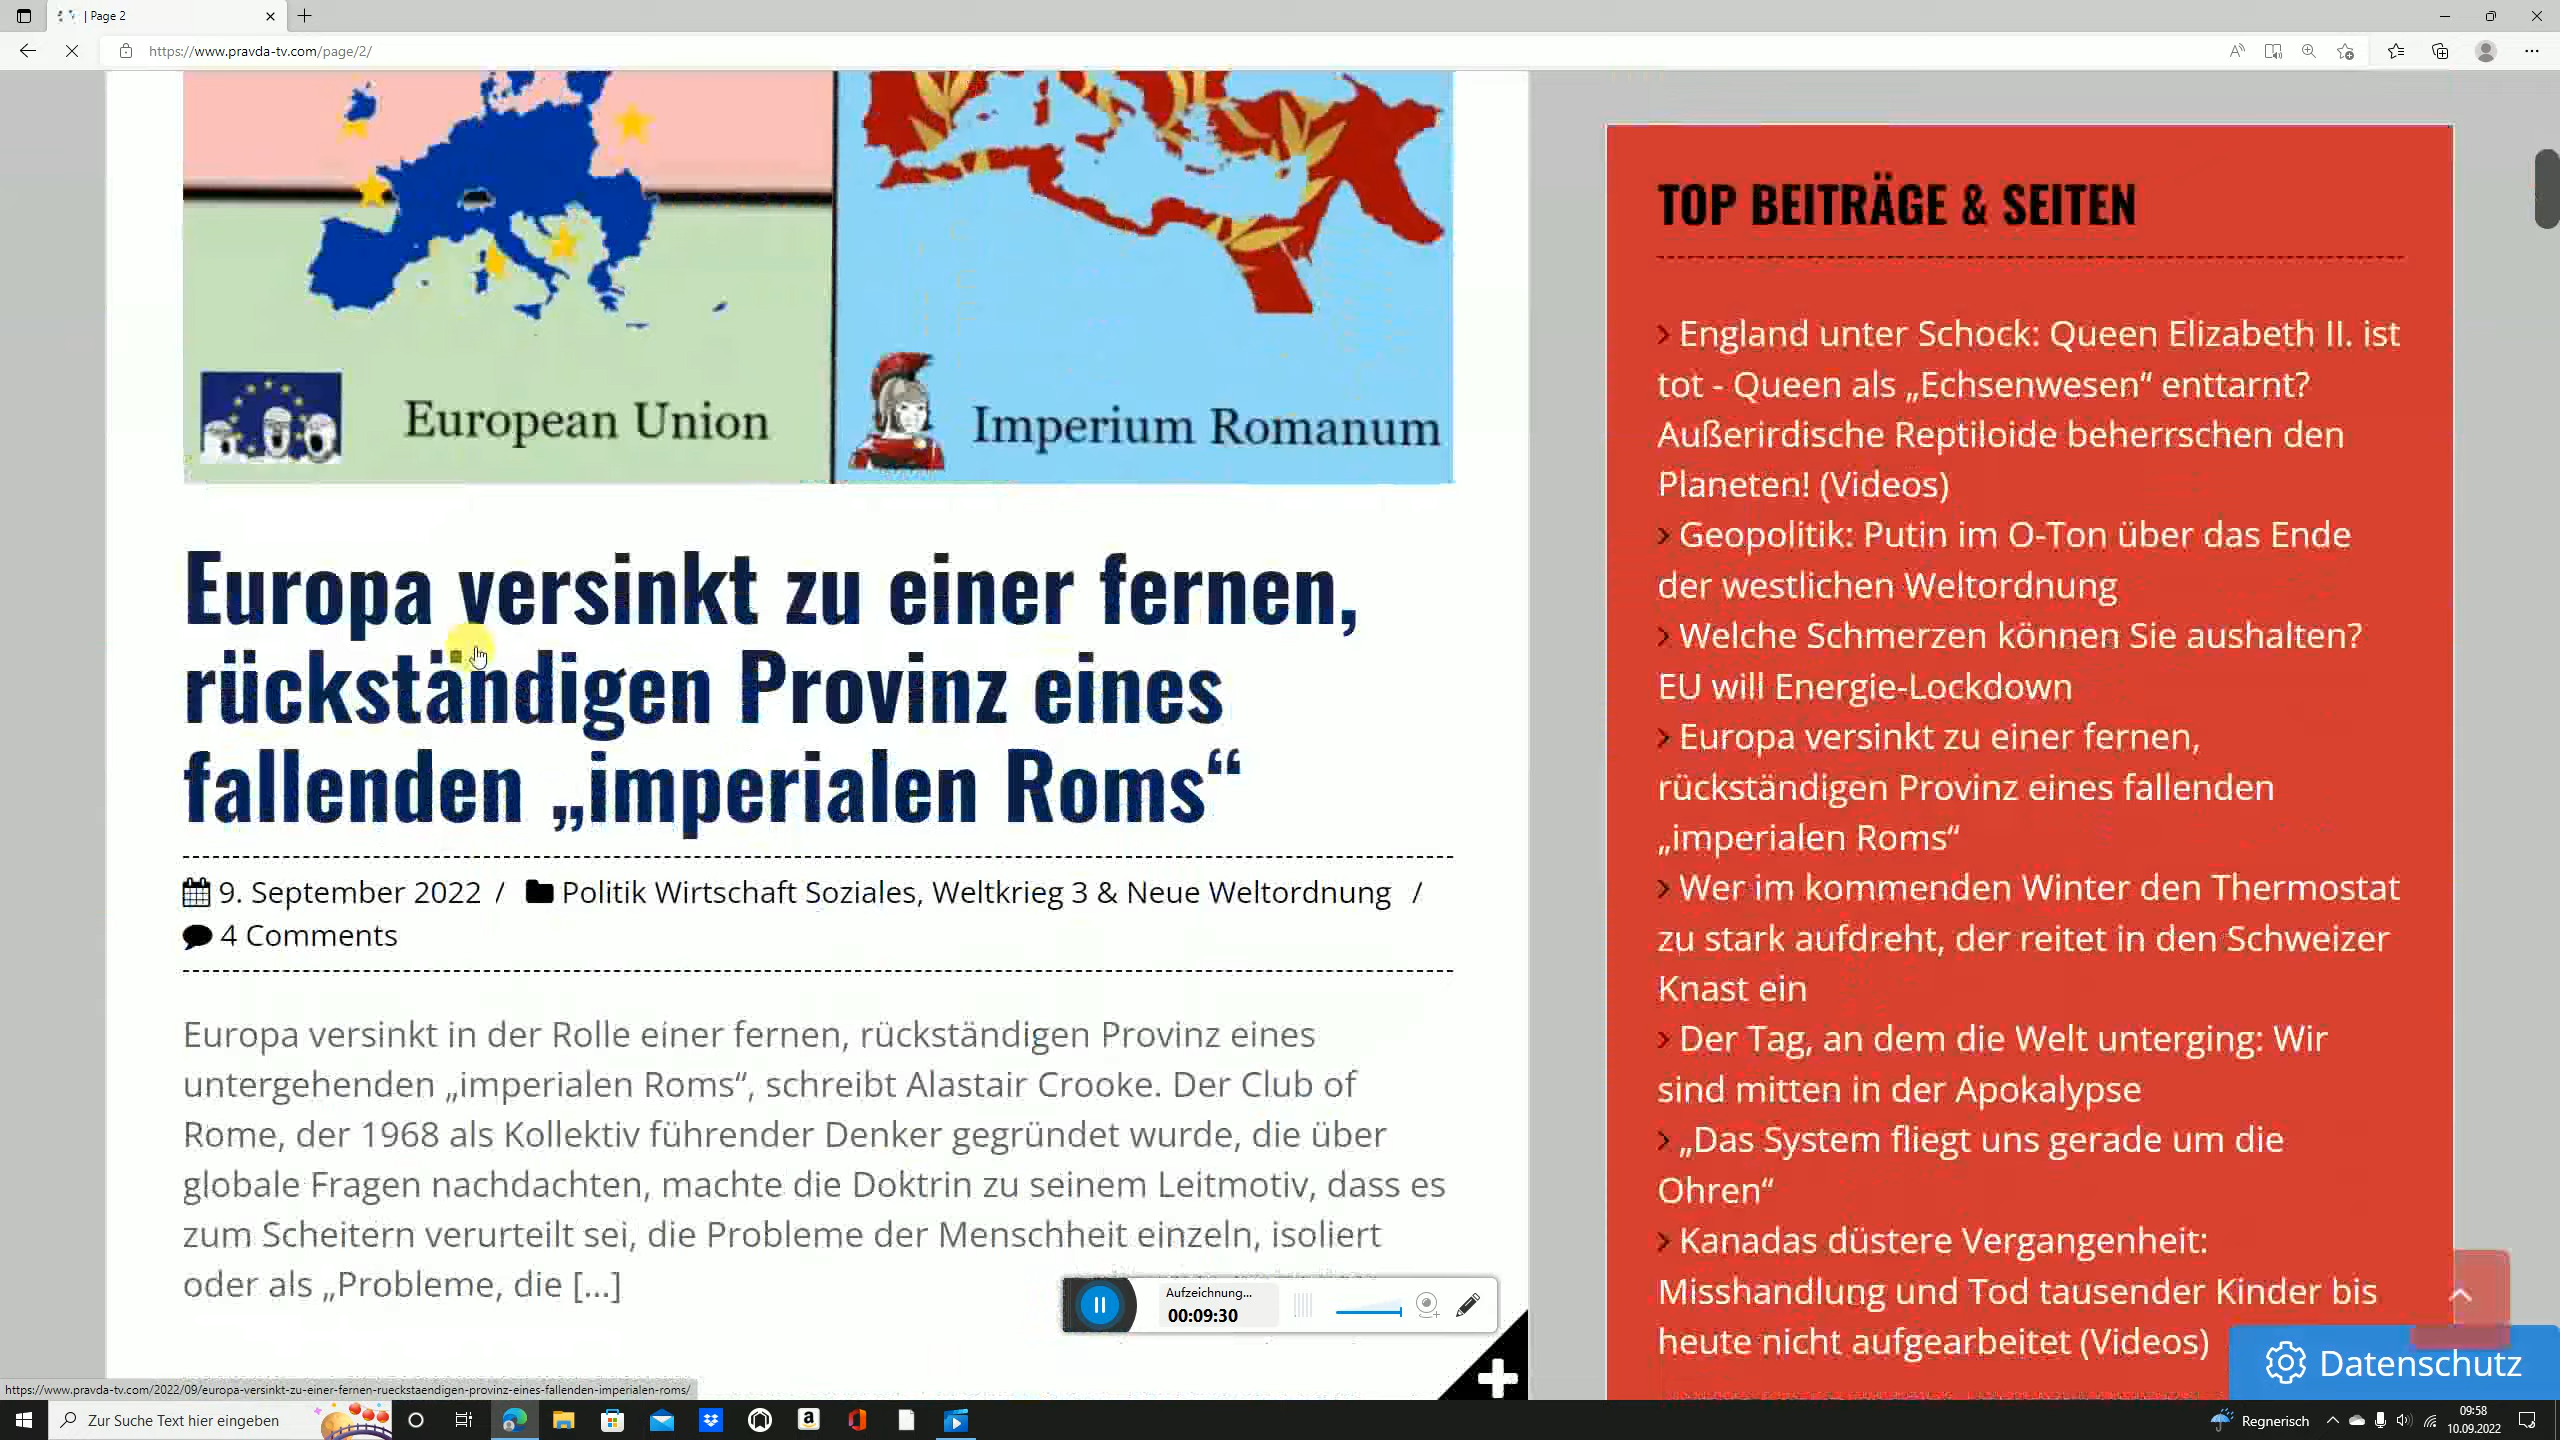 | Page 2
https://www.pravda-tv.com/page/2/
European Union
Imperium Romanum
Europa versinkt zu einer fernen,
rückständigen Provinz eines
fallenden „imperialen Roms“
9. September 2022 / Politik Wirtschaft Soziales, Weltkrieg 3 & Neue Weltordnung /
4 Comments
Europa versinkt in der Rolle einer fernen, rückständigen Provinz eines
untergehenden „imperialen Roms“, schreibt Alastair Crooke. Der Club of
Rome, der 1968 als Kollektiv führender Denker gegründet wurde, die über
globale Fragen nachdachten, machte die Doktrin zu seinem Leitmotiv, dass es
zum Scheitern verurteilt sei, die Probleme der Menschheit einzeln, isoliert
oder als „Probleme, die [...]
TOP BEITRÄGE & SEITEN
England unter Schock: Queen Elizabeth II. ist
tot - Queen als „Echsenwesen“ enttarnt?
Außerirdische Reptiloide beherrschen den
Planeten! (Videos)
Geopolitik: Putin im O-Ton über das Ende
der westlichen Weltordnung
Welche Schmerzen können Sie aushalten?
EU will Energie-Lockdown
Europa versinkt zu einer fernen,
rückständigen Provinz eines fallenden
„imperialen Roms“
Wer im kommenden Winter den Thermostat
zu stark aufdreht, der reitet in den Schweizer
Knast ein
Der Tag, an dem die Welt unterging: Wir
sind mitten in der Apokalypse
„Das System fliegt uns gerade um die
Ohren“
Kanadas düstere Vergangenheit:
Misshandlung und Tod tausender Kinder bis
heute nicht aufgearbeitet (Videos)
Aufzeichnung...
00:09:30
Datenschutz
https://www.pravda-tv.com/2022/09/europa-versinkt-zu-einer-fernen-rueckstaendigen-provinz-eines-fallenden-imperialen-roms/
Zur Suche Text hier eingeben
a
Regnerisch
09:58
10.09.2022